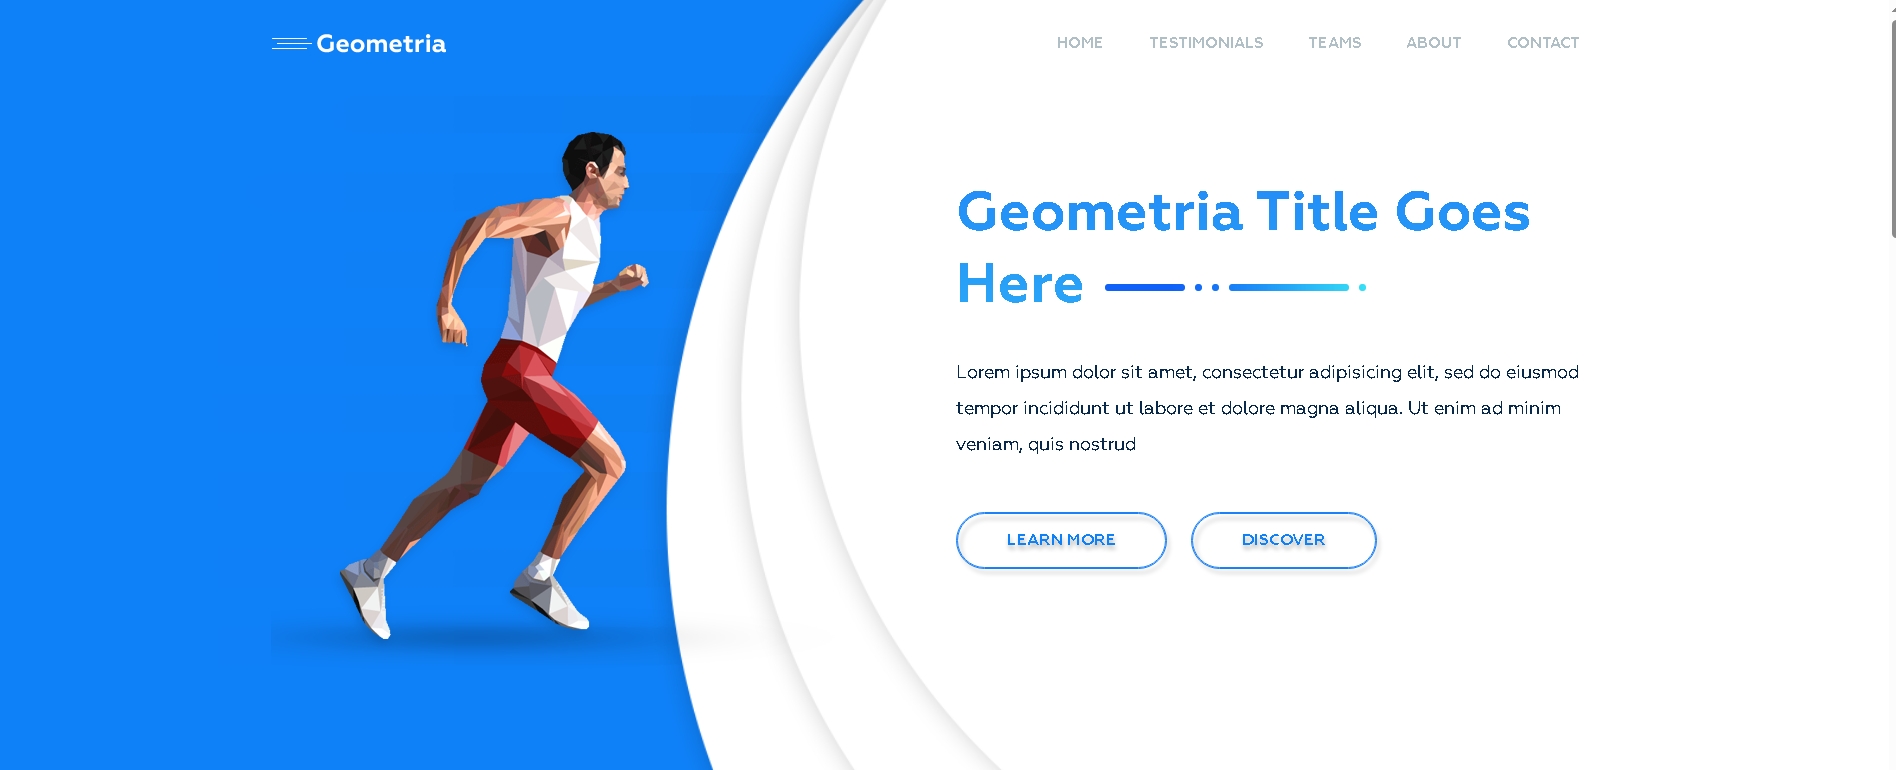 Geometria
HOME TESTIMONIALS TEAMS ABOUT CONTACT
Geometria Title Goes
Here
Lorem ipsum dolor sit amet, consectetur adipisicing elit, sed do eiusmod
tempor incididunt ut labore et dolore magna aliqua. Ut enim ad minim
veniam, quis nostrud
LEARN MORE DISCOVER